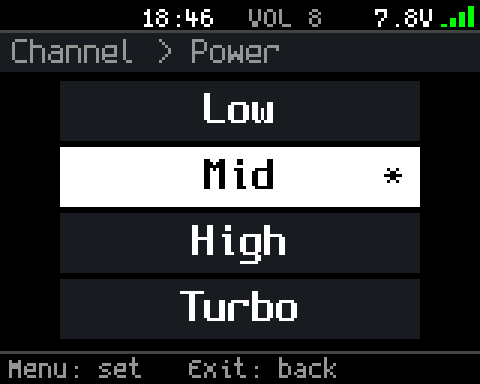 18:46 VOL 8 7.8V
Channel > Power
Low
Mid *
High
Turbo
Menu: set Exit: back